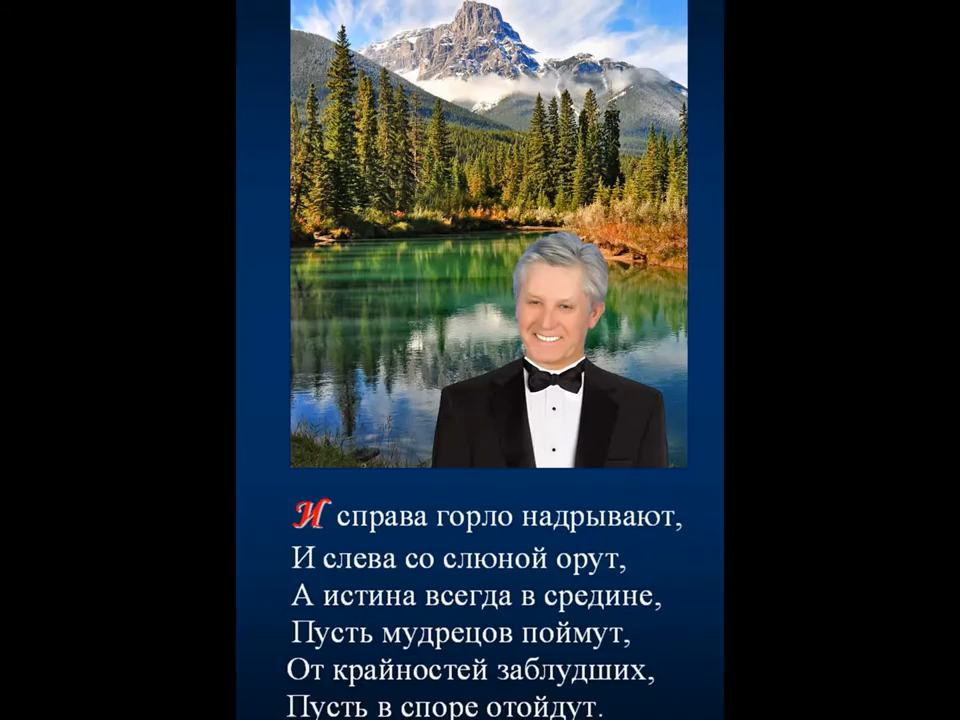 И справа горло надрывают,
И слева со слюной орут,
А истина всегда в средине,
Пусть мудрецов поймут,
От крайностей заблудших,
Пусть в споре отойдут.